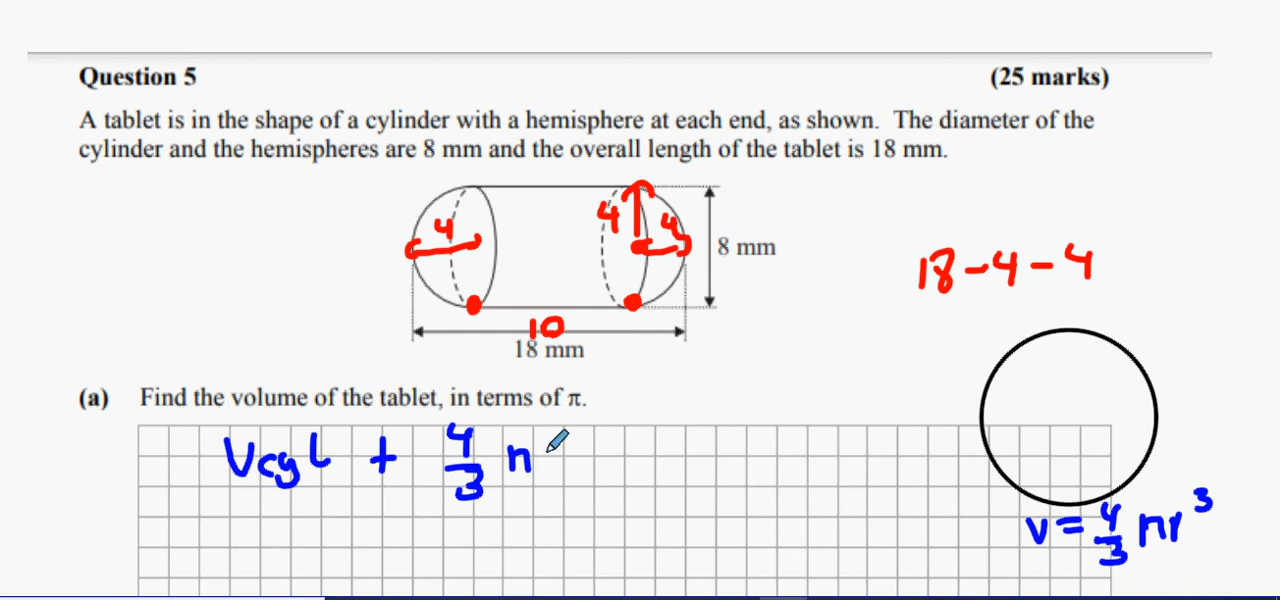 Question 5 (25 marks)
A tablet is in the shape of a cylinder with a hemisphere at each end, as shown. The diameter of the
cylinder and the hemispheres are 8 mm and the overall length of the tablet is 18 mm.
4
4
4
8 mm
18-4-4
10
18 mm
(a) Find the volume of the tablet, in terms of π.
Vcyl + 4/3 π
V = 4/3 πr³